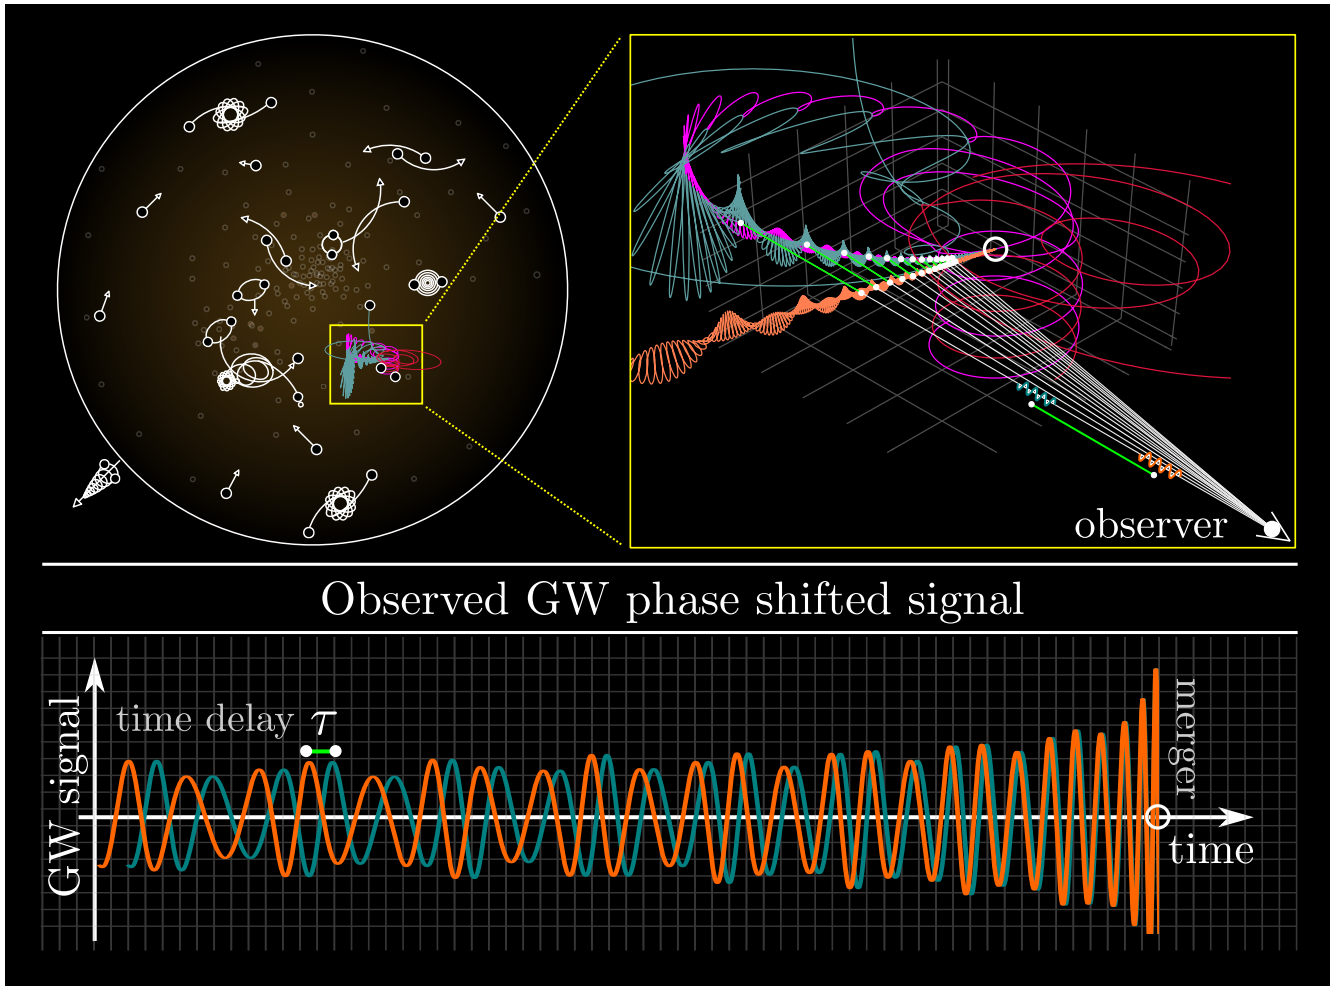 observer
Observed GW phase shifted signal
GW signal
time delay τ
merger
time